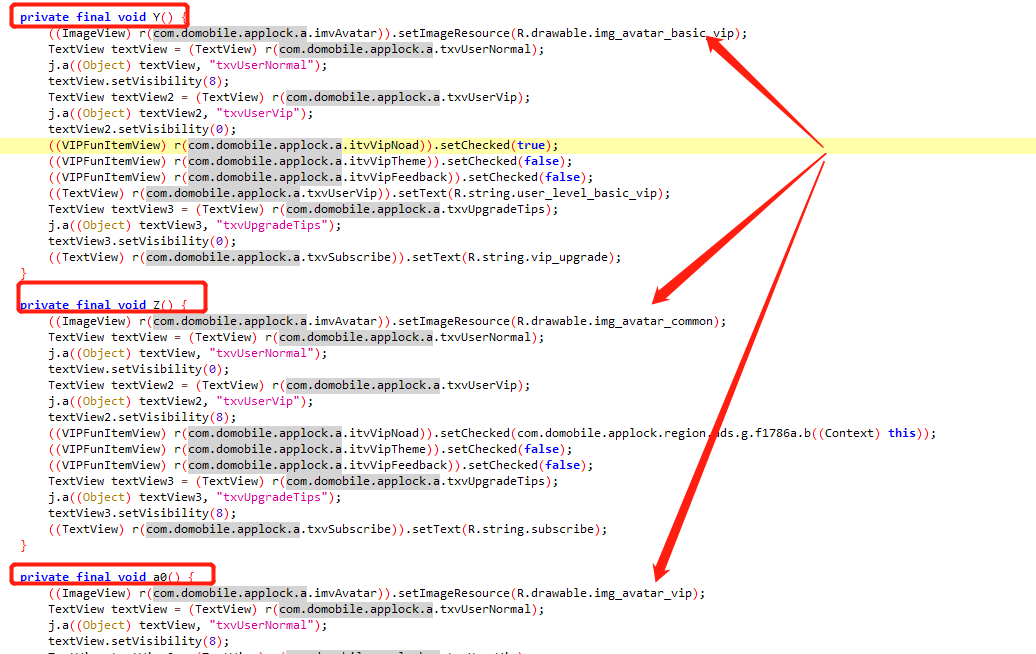 private final void Y() {
((ImageView) r(com.domobile.applock.a.imvAvatar)).setImageResource(R.drawable.img_avatar_basic_vip);
TextView textView = (TextView) r(com.domobile.applock.a.txvUserNormal);
j.a((Object) textView, "txvUserNormal");
textView.setVisibility(8);
TextView textView2 = (TextView) r(com.domobile.applock.a.txvUserVip);
j.a((Object) textView2, "txvUserVip");
textView2.setVisibility(0);
((VIPFunItemView) r(com.domobile.applock.a.itvVipNoad)).setChecked(true);
((VIPFunItemView) r(com.domobile.applock.a.itvVipTheme)).setChecked(false);
((VIPFunItemView) r(com.domobile.applock.a.itvVipFeedback)).setChecked(false);
((TextView) r(com.domobile.applock.a.txvUserVip)).setText(R.string.user_level_basic_vip);
TextView textView3 = (TextView) r(com.domobile.applock.a.txvUpgradeTips);
j.a((Object) textView3, "txvUpgradeTips");
textView3.setVisibility(0);
((TextView) r(com.domobile.applock.a.txvSubscribe)).setText(R.string.vip_upgrade);
}
private final void Z() {
((ImageView) r(com.domobile.applock.a.imvAvatar)).setImageResource(R.drawable.img_avatar_common);
TextView textView = (TextView) r(com.domobile.applock.a.txvUserNormal);
j.a((Object) textView, "txvUserNormal");
textView.setVisibility(0);
TextView textView2 = (TextView) r(com.domobile.applock.a.txvUserVip);
j.a((Object) textView2, "txvUserVip");
textView2.setVisibility(8);
((VIPFunItemView) r(com.domobile.applock.a.itvVipNoad)).setChecked(com.domobile.applock.region.ads.g.f1786a.b((Context) this));
((VIPFunItemView) r(com.domobile.applock.a.itvVipTheme)).setChecked(false);
((VIPFunItemView) r(com.domobile.applock.a.itvVipFeedback)).setChecked(false);
TextView textView3 = (TextView) r(com.domobile.applock.a.txvUpgradeTips);
j.a((Object) textView3, "txvUpgradeTips");
textView3.setVisibility(8);
((TextView) r(com.domobile.applock.a.txvSubscribe)).setText(R.string.subscribe);
}
private final void a0() {
((ImageView) r(com.domobile.applock.a.imvAvatar)).setImageResource(R.drawable.img_avatar_vip);
TextView textView = (TextView) r(com.domobile.applock.a.txvUserNormal);
j.a((Object) textView, "txvUserNormal");
textView.setVisibility(8);